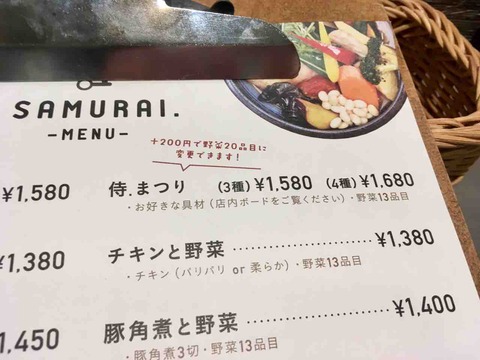 SAMURAI.
-MENU-
+200円で野菜20品目に
変更できます!
¥1,580
侍.まつり (3種) ¥1,580 (4種) ¥1,680
・お好きな具材(店内ボードをご覧ください)・野菜13品目
¥1,380
チキンと野菜 ¥1,380
・チキン(パリパリ or 柔らか)・野菜13品目
¥1,450
豚角煮と野菜 ¥1,400
・豚角煮3切・野菜13品目